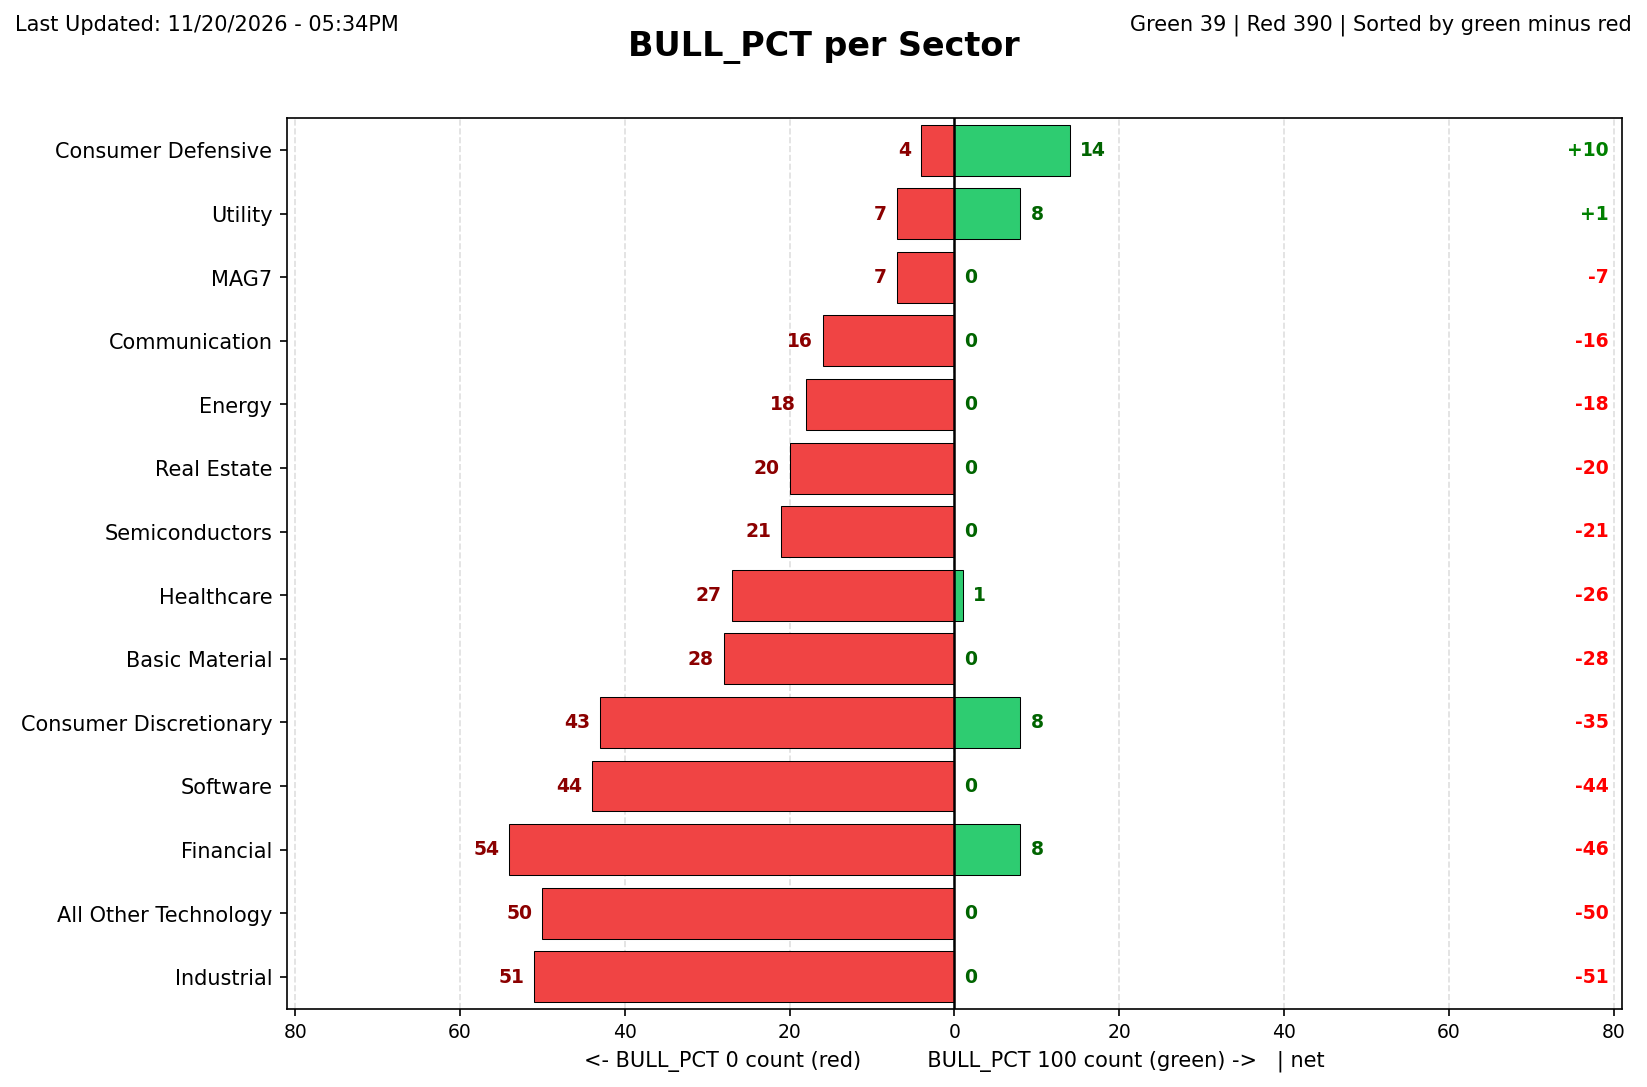 Last Updated: 11/20/2026 - 05:34PM
Green 39 | Red 390 | Sorted by green minus red
BULL_PCT per Sector
Consumer Defensive 4 14 +10
Utility 7 8 +1
MAG7 7 0 -7
Communication 16 0 -16
Energy 18 0 -18
Real Estate 20 0 -20
Semiconductors 21 0 -21
Healthcare 27 1 -26
Basic Material 28 0 -28
Consumer Discretionary 43 8 -35
Software 44 0 -44
Financial 54 8 -46
All Other Technology 50 0 -50
Industrial 51 0 -51
80 60 40 20 0 20 40 60 80
<- BULL_PCT 0 count (red) BULL_PCT 100 count (green) -> | net